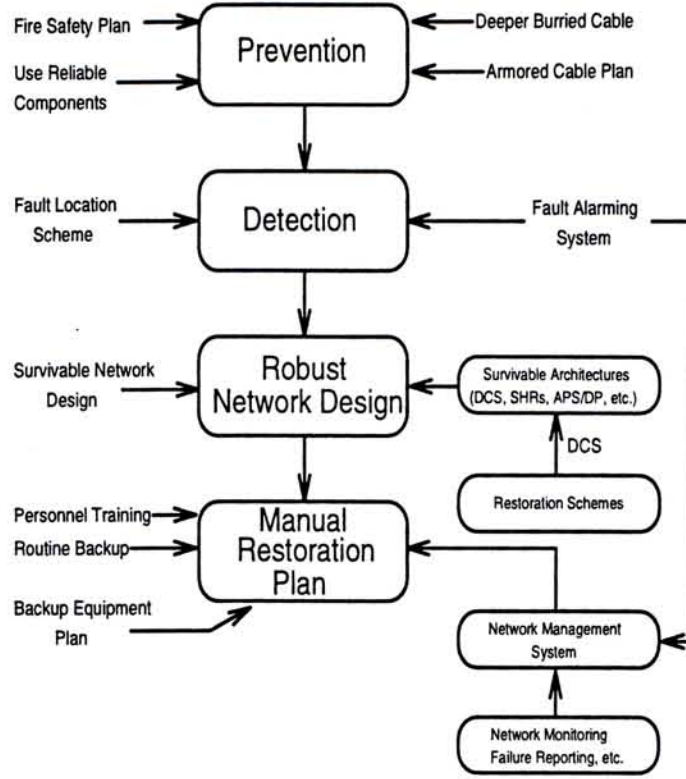 Fire Safety Plan
Use Reliable
Components
Prevention
Deeper Burried Cable
Armored Cable Plan
Fault Location
Scheme
Detection
Fault Alarming
System
Survivable Network
Design
Robust
Network Design
Survivable Architectures
(DCS, SHRs, APS/DP, etc.)
DCS
Restoration Schemes
Personnel Training
Routine Backup
Backup Equipment
Plan
Manual
Restoration
Plan
Network Management
System
Network Monitoring
Failure Reporting, etc.